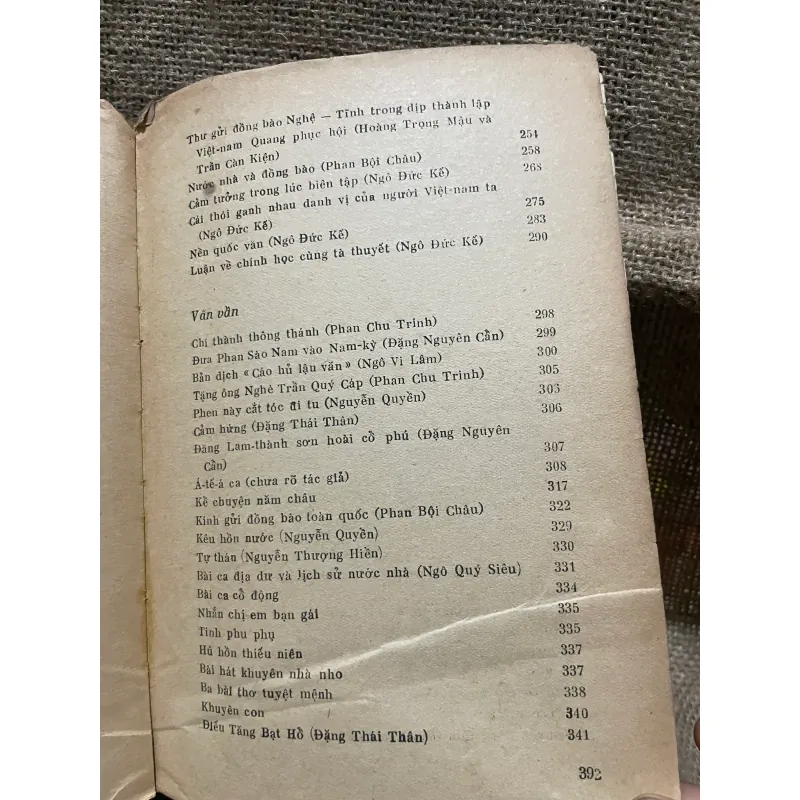 Thư gửi đồng bào Nghệ — Tĩnh trong dịp thành lập
Việt-nam Quang phục hội (Hoàng Trọng Mậu và
Trần Càn Kiện) 254
Nước nhà và đồng bào (Phan Bội Châu) 258
Cảm tưởng trong lúc biên tập (Ngô Đức Kế) 268
Cái thói ganh nhau danh vị của người Việt-nam ta
(Ngô Đức Kế) 275
Nền quốc văn (Ngô Đức Kế) 283
Luận về chính học cùng tà thuyết (Ngô Đức Kế) 290
Văn vần
Chí thành thông thánh (Phan Chu Trinh) 298
Đưa Phan Sào Nam vào Nam-kỳ (Đặng Nguyên Cẩn) 299
Bản dịch «Cáo hủ lậu văn» (Ngô Vi Lâm) 300
Tặng ông Nghè Trần Quý Cáp (Phan Chu Trinh) 305
Phen này cắt tóc đi tu (Nguyễn Quyền) 305
Cảm hứng (Đặng Thái Thân) 306
Đăng Lam-thành sơn hoài cổ phú (Đặng Nguyên
Cẩn) 307
Á-tế-á ca (chưa rõ tác giả) 308
Kể chuyện năm châu 317
Kính gửi đồng bào toàn quốc (Phan Bội Châu) 322
Kêu hồn nước (Nguyễn Quyền) 329
Tự thán (Nguyễn Thượng Hiền) 330
Bài ca địa dư và lịch sử nước nhà (Ngô Quý Siêu) 331
Bài ca cổ động 334
Nhắn chị em bạn gái 335
Tình phu phụ 335
Hú hồn thiếu niên 337
Bài hát khuyên nhà nho 337
Ba bài thơ tuyệt mệnh 338
Khuyên con 340
Điếu Tăng Bạt Hổ (Đặng Thái Thân) 341
392